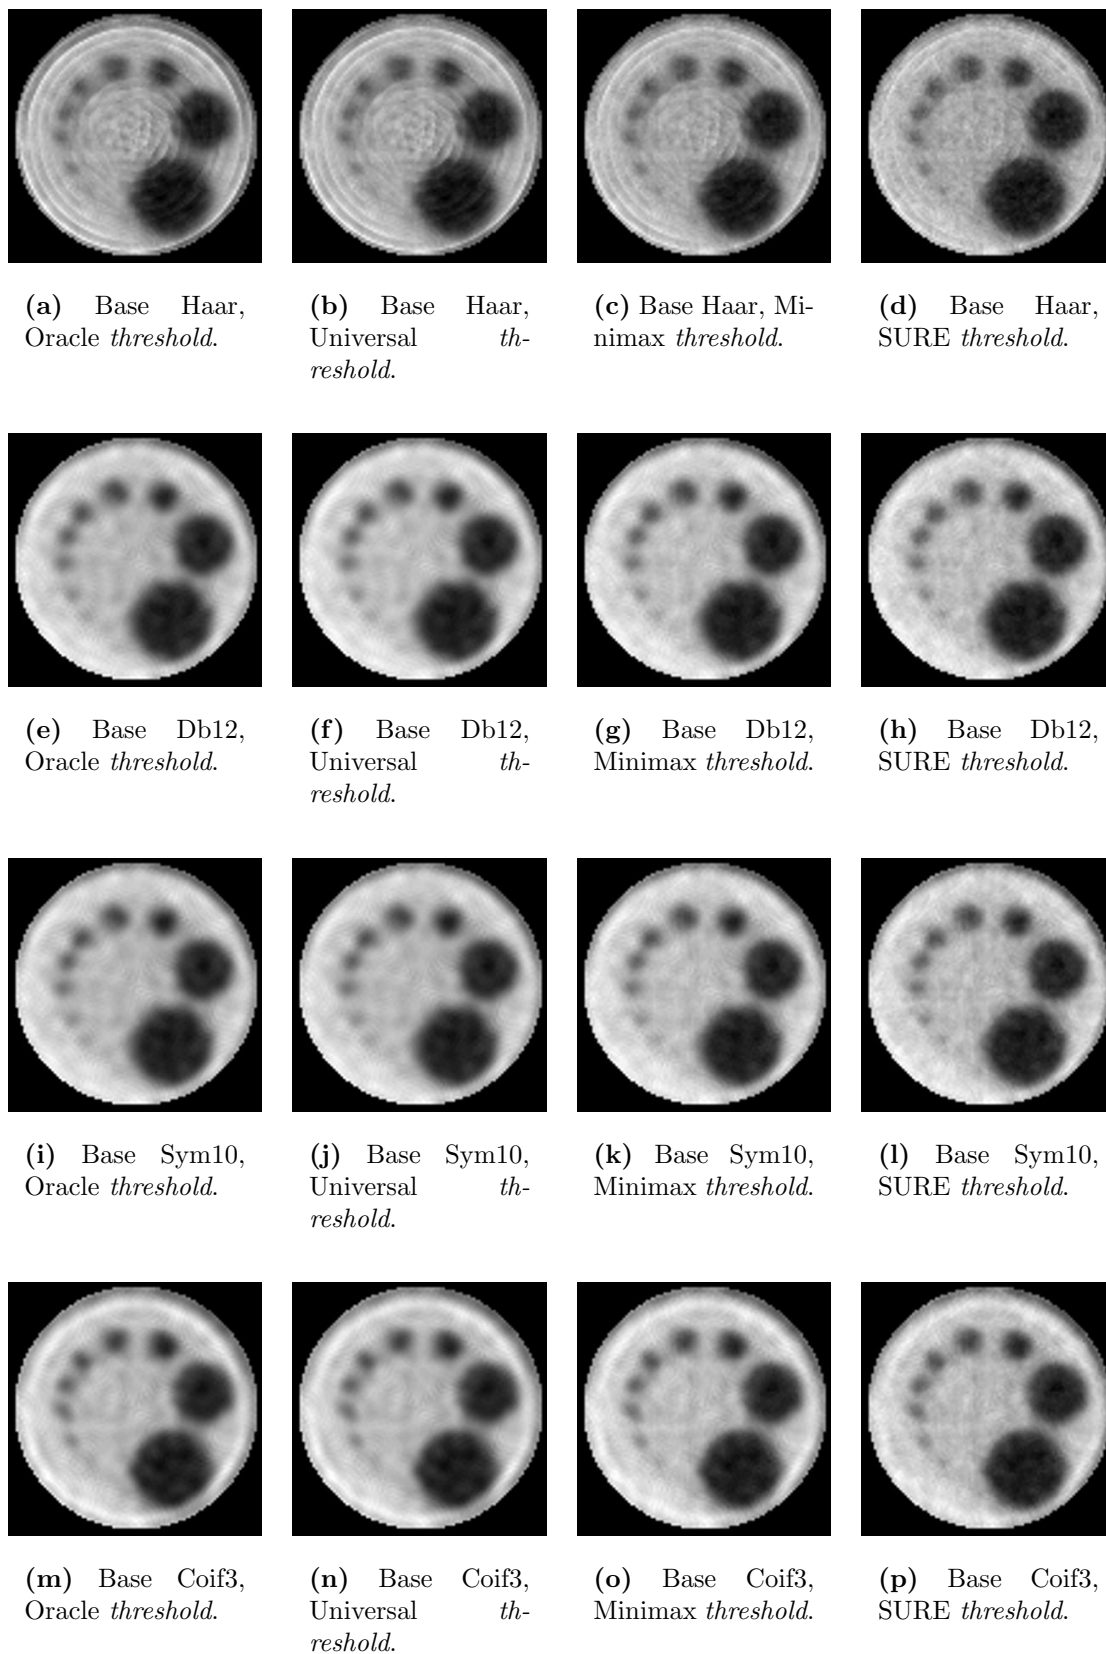 (a) Base Haar,
Oracle threshold.
(b) Base Haar,
Universal th-
reshold.
(c) Base Haar, Mi-
nimax threshold.
(d) Base Haar,
SURE threshold.
(e) Base Db12,
Oracle threshold.
(f) Base Db12,
Universal th-
reshold.
(g) Base Db12,
Minimax threshold.
(h) Base Db12,
SURE threshold.
(i) Base Sym10,
Oracle threshold.
(j) Base Sym10,
Universal th-
reshold.
(k) Base Sym10,
Minimax threshold.
(l) Base Sym10,
SURE threshold.
(m) Base Coif3,
Oracle threshold.
(n) Base Coif3,
Universal th-
reshold.
(o) Base Coif3,
Minimax threshold.
(p) Base Coif3,
SURE threshold.